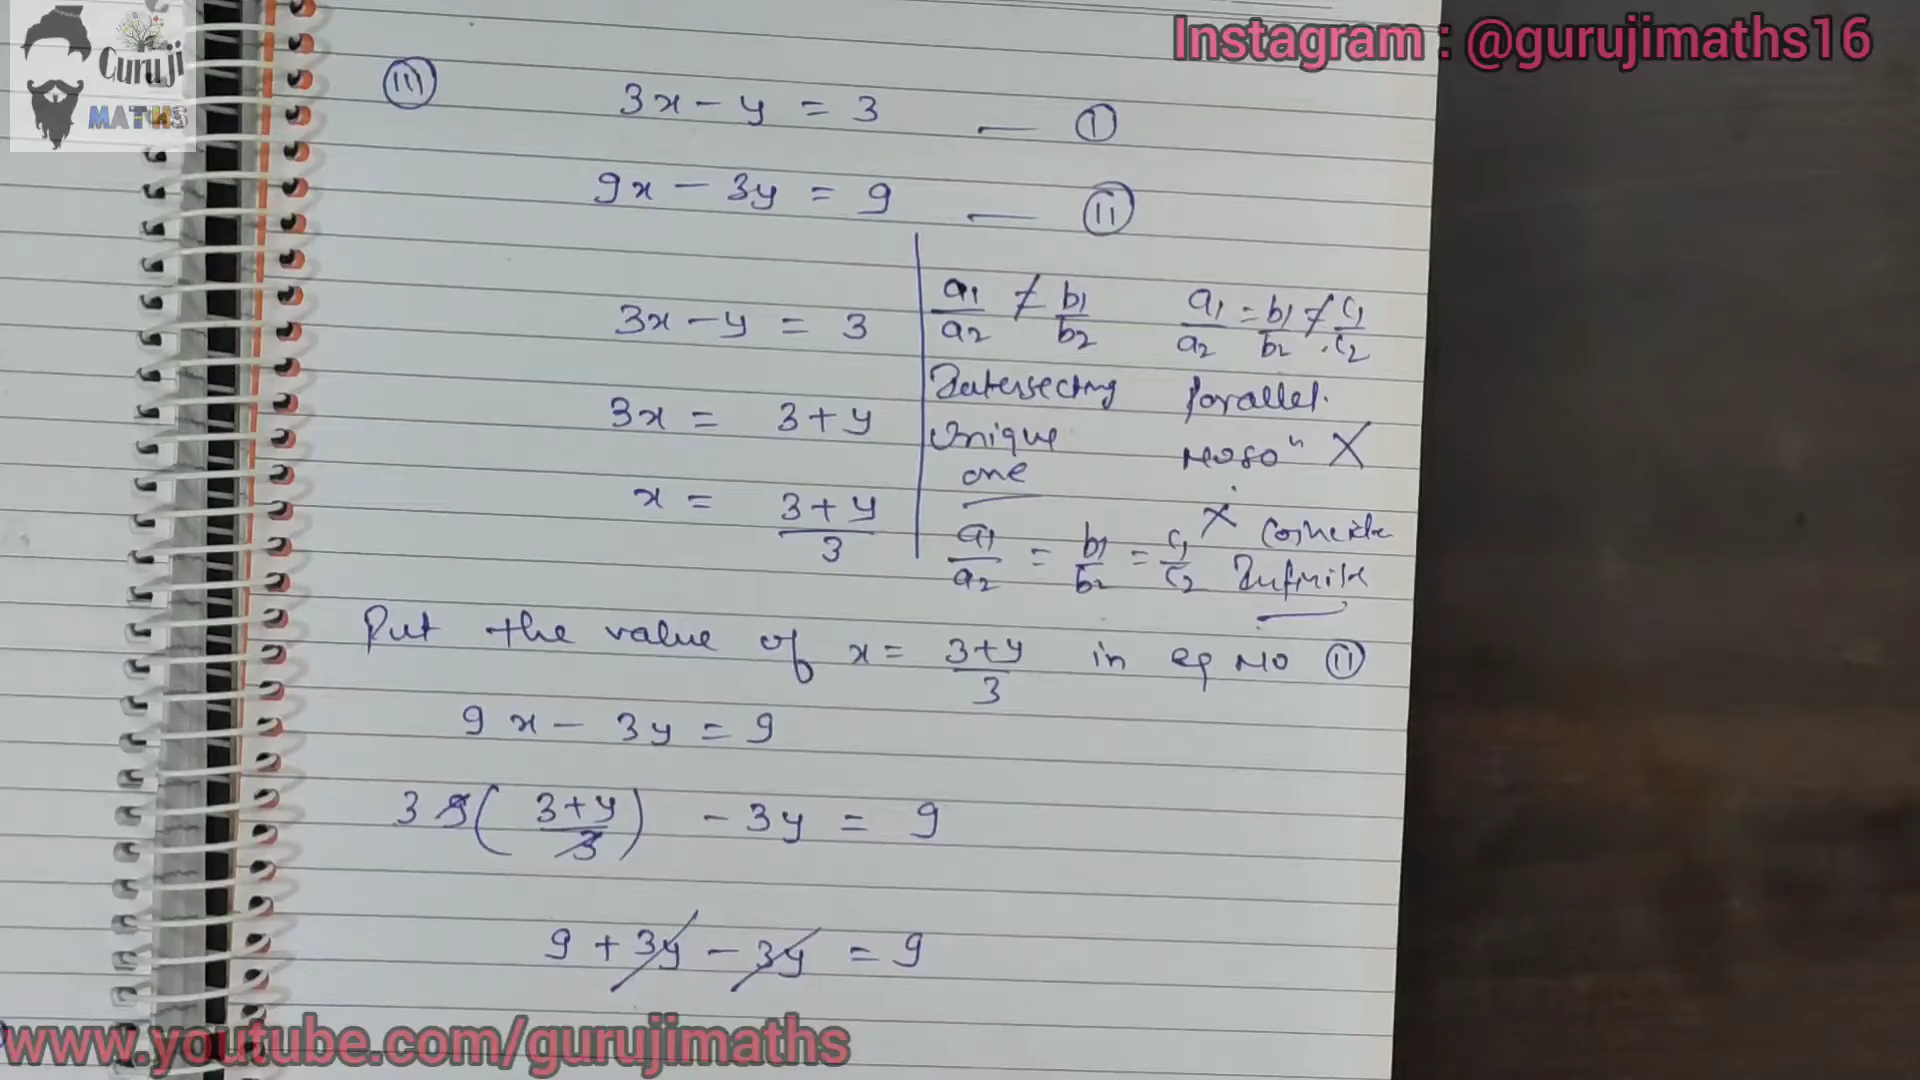 Guruji
MATHS
Instagram : @gurujimaths16
III
3x - y = 3 — I
9x - 3y = 9 — II
3x - y = 3
3x = 3 + y
x = 3 + y / 3
a1/a2 ≠ b1/b2
Intersecting
Unique
one
a1/a2 = b1/b2 ≠ c1/c2
parallel.
No soⁿ X
a1/a2 = b1/b2 = c1/c2
X
Infinite
Put the value of x = 3+y/3 in eq No II
9x - 3y = 9
3 9( 3+y / 3 ) - 3y = 9
9 + 3y - 3y = 9
www.youtube.com/gurujimaths